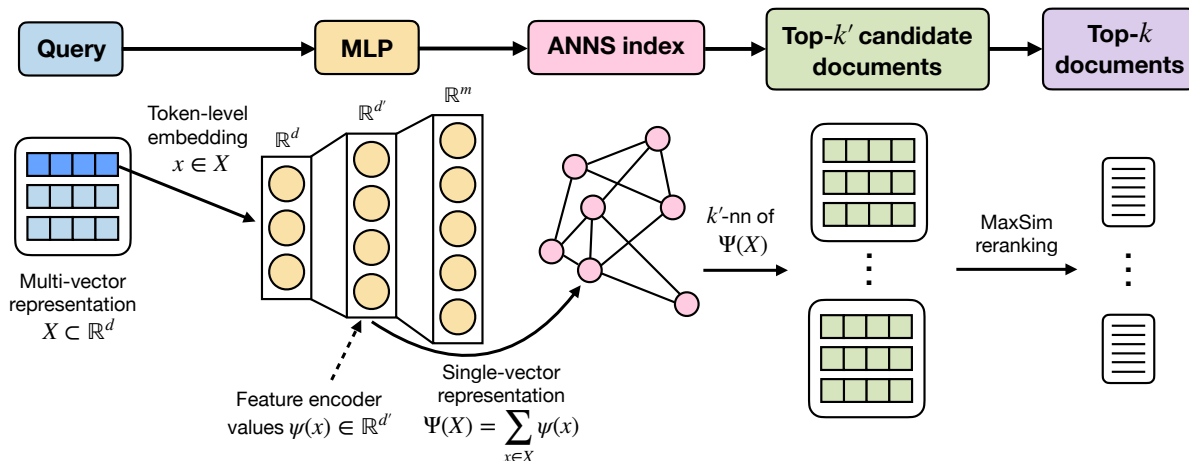 Query
MLP
ANNS index
Top-k′ candidate
documents
Top-k
documents
Token-level
embedding
x ∈ X
ℝ^d
ℝ^d′
ℝ^m
Multi-vector
representation
X ⊂ ℝ^d
Feature encoder
values ψ(x) ∈ ℝ^d′
Single-vector
representation
Ψ(X) = ∑ ψ(x)
x∈X
k′-nn of
Ψ(X)
MaxSim
reranking